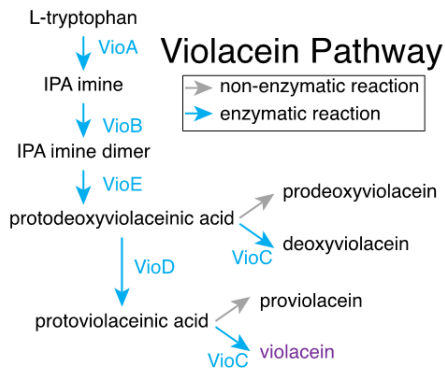 L-tryptophan
VioA
Violacein Pathway
non-enzymatic reaction
enzymatic reaction
IPA imine
VioB
IPA imine dimer
VioE
protodeoxyviolaceinic acid
prodeoxyviolacein
VioC
deoxyviolacein
VioD
protoviolaceinic acid
proviolacein
VioC
violacein